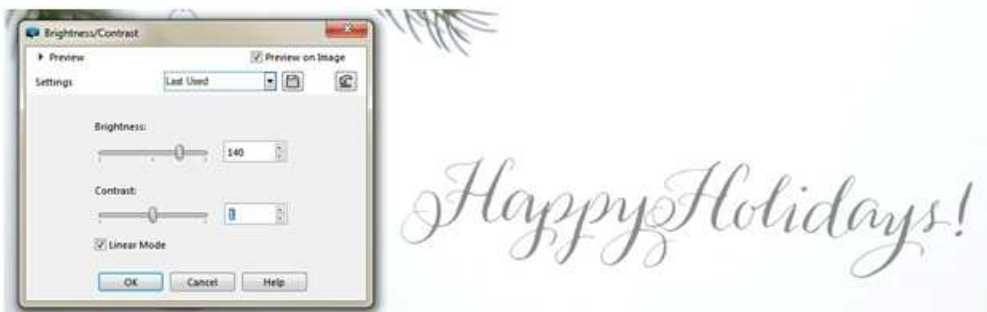 Brightness/Contrast
Preview
Preview on Image
Settings:
Last Used
Brightness:
140
Contrast:
Linear Mode
OK Cancel Help
Happy Holidays!